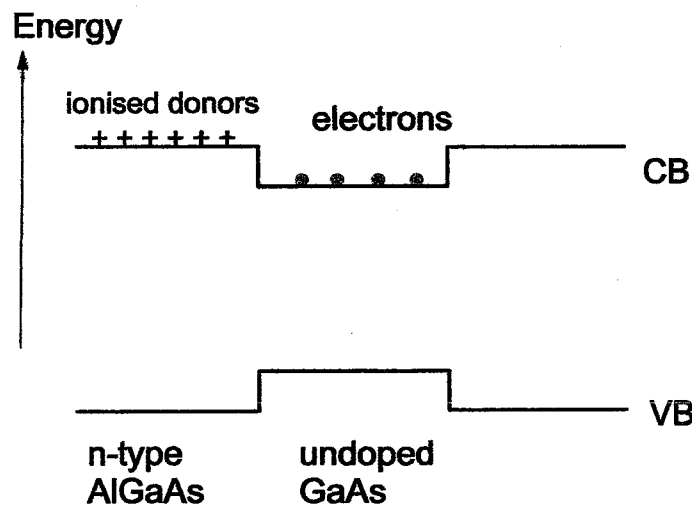 Energy
ionised donors
+ + + + + +
electrons
CB
VB
n-type
AlGaAs
undoped
GaAs